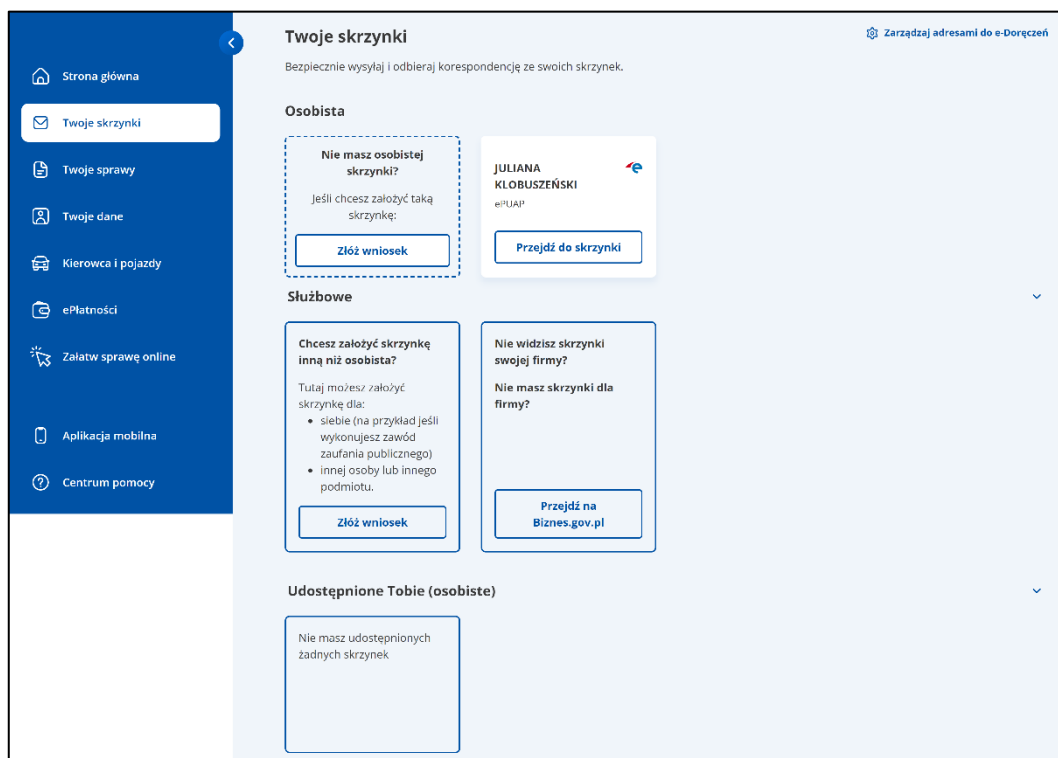 Strona główna
Twoje skrzynki
Twoje sprawy
Twoje dane
Kierowca i pojazdy
ePłatności
Załatw sprawę online
Aplikacja mobilna
Centrum pomocy
Twoje skrzynki
Zarządzaj adresami do e-Doręczeń
Bezpiecznie wysyłaj i odbieraj korespondencję ze swoich skrzynek.
Osobista
Nie masz osobistej
skrzynki?
Jeśli chcesz założyć taką
skrzynkę:
Złóż wniosek
JULIANA
KLOBUSZEŃSKI
ePUAP
Przejdź do skrzynki
Służbowe
Chcesz założyć skrzynkę
inną niż osobista?
Tutaj możesz założyć
skrzynkę dla:
• siebie (na przykład jeśli
wykonujesz zawód
zaufania publicznego)
• innej osoby lub innego
podmiotu.
Złóż wniosek
Nie widzisz skrzynki
swojej firmy?
Nie masz skrzynki dla
firmy?
Przejdź na
Biznes.gov.pl
Udostępnione Tobie (osobiste)
Nie masz udostępnionych
żadnych skrzynek